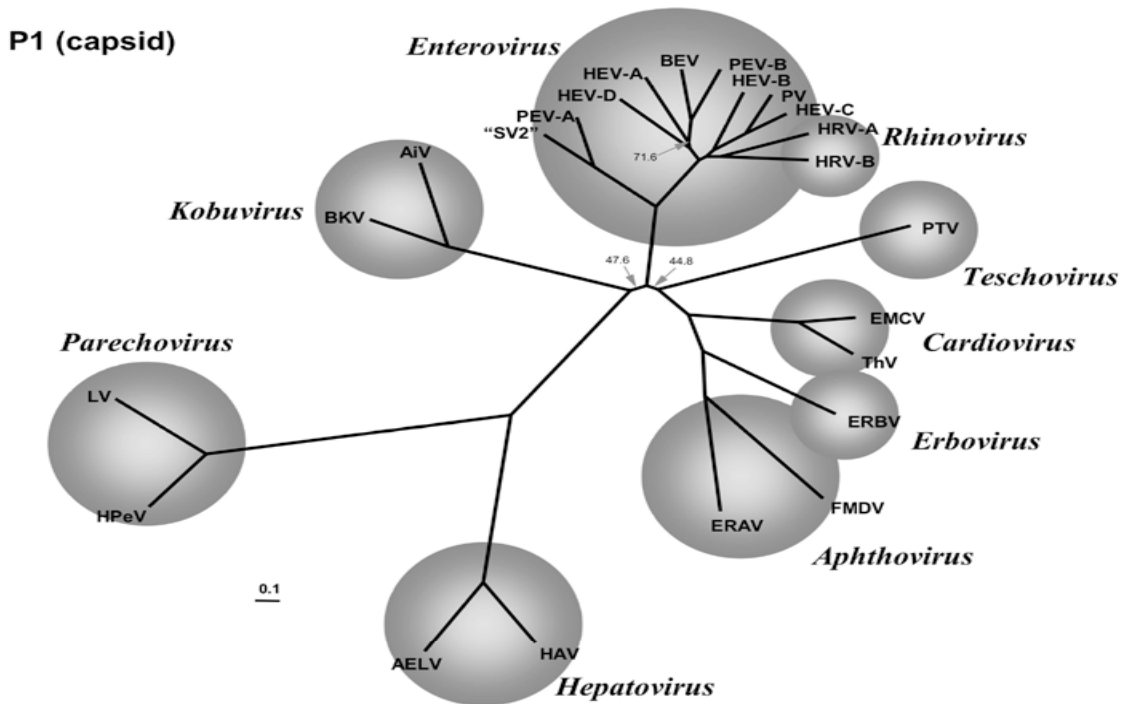 P1 (capsid)
Enterovirus
BEV
PEV-B
HEV-A
HEV-B
HEV-D
PV
HEV-C
PEV-A
"SV2"
HRV-A
Rhinovirus
HRV-B
71.6
AiV
BKV
Kobuvirus
PTV
Teschovirus
47.6
44.8
EMCV
Cardiovirus
ThV
Parechovirus
LV
HPeV
ERBV
Erbovirus
FMDV
ERAV
Aphthovirus
0.1
HAV
AELV
Hepatovirus